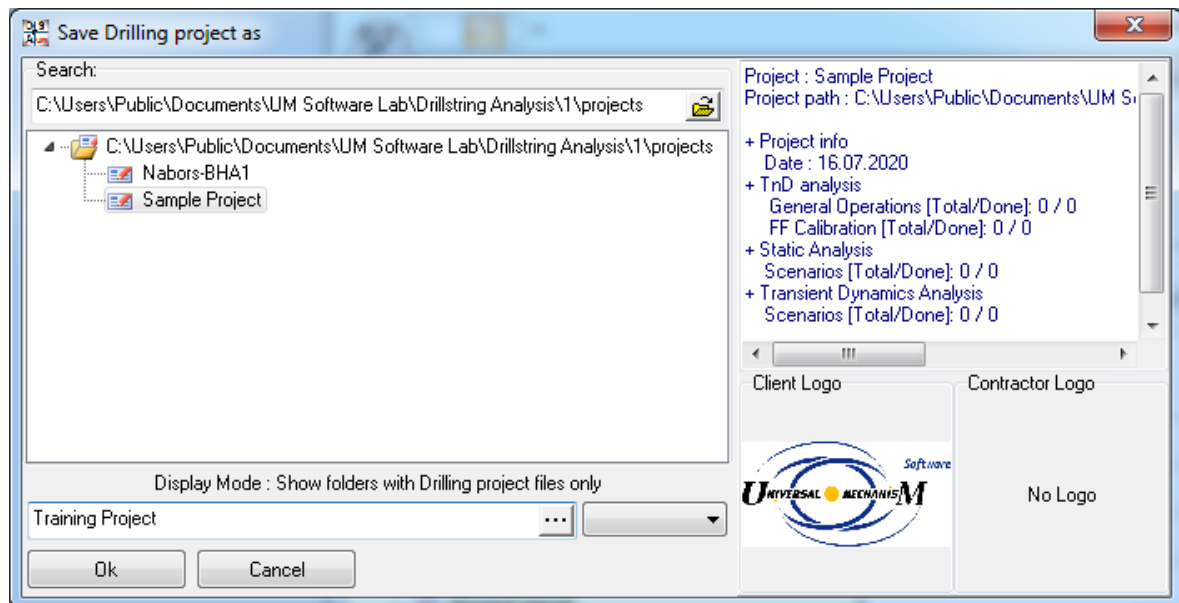 Save Drilling project as
Search:
C:\Users\Public\Documents\UM Software Lab\Drillstring Analysis\1\projects
C:\Users\Public\Documents\UM Software Lab\Drillstring Analysis\1\projects
Nabors-BHA1
Sample Project
Display Mode : Show folders with Drilling project files only
Training Project
...
Ok
Cancel
Project : Sample Project
Project path : C:\Users\Public\Documents\UM S
+ Project info
Date : 16.07.2020
+ TnD analysis
General Operations [Total/Done]: 0 / 0
FF Calibration [Total/Done]: 0 / 0
+ Static Analysis
Scenarios [Total/Done]: 0 / 0
+ Transient Dynamics Analysis
Scenarios [Total/Done]: 0 / 0
Client Logo
Software
UNIVERSAL MECHANISM
Contractor Logo
No Logo